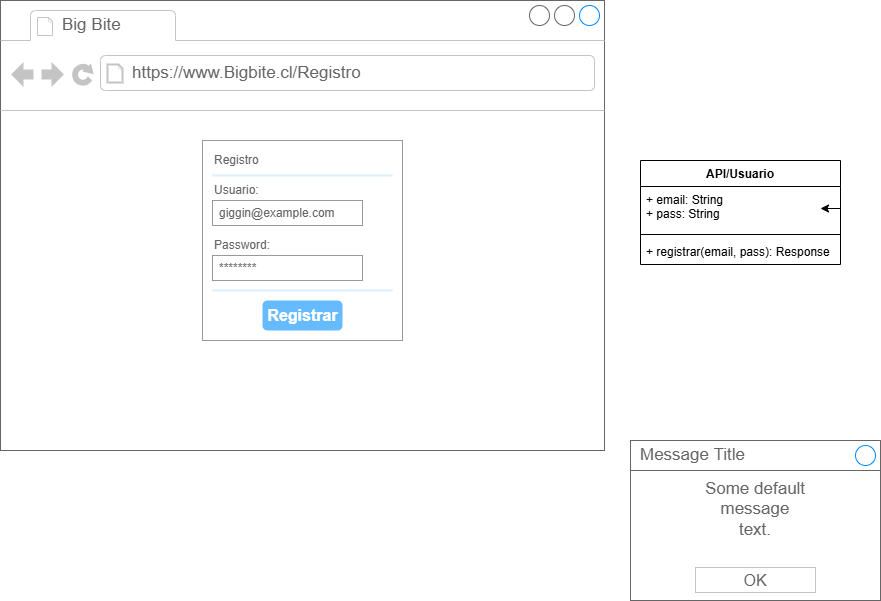 Big Bite
https://www.Bigbite.cl/Registro
Registro
Usuario:
giggin@example.com
Password:
********
Registrar
API/Usuario
+ email: String
+ pass: String
+ registrar(email, pass): Response
Message Title
Some default
message
text.
OK